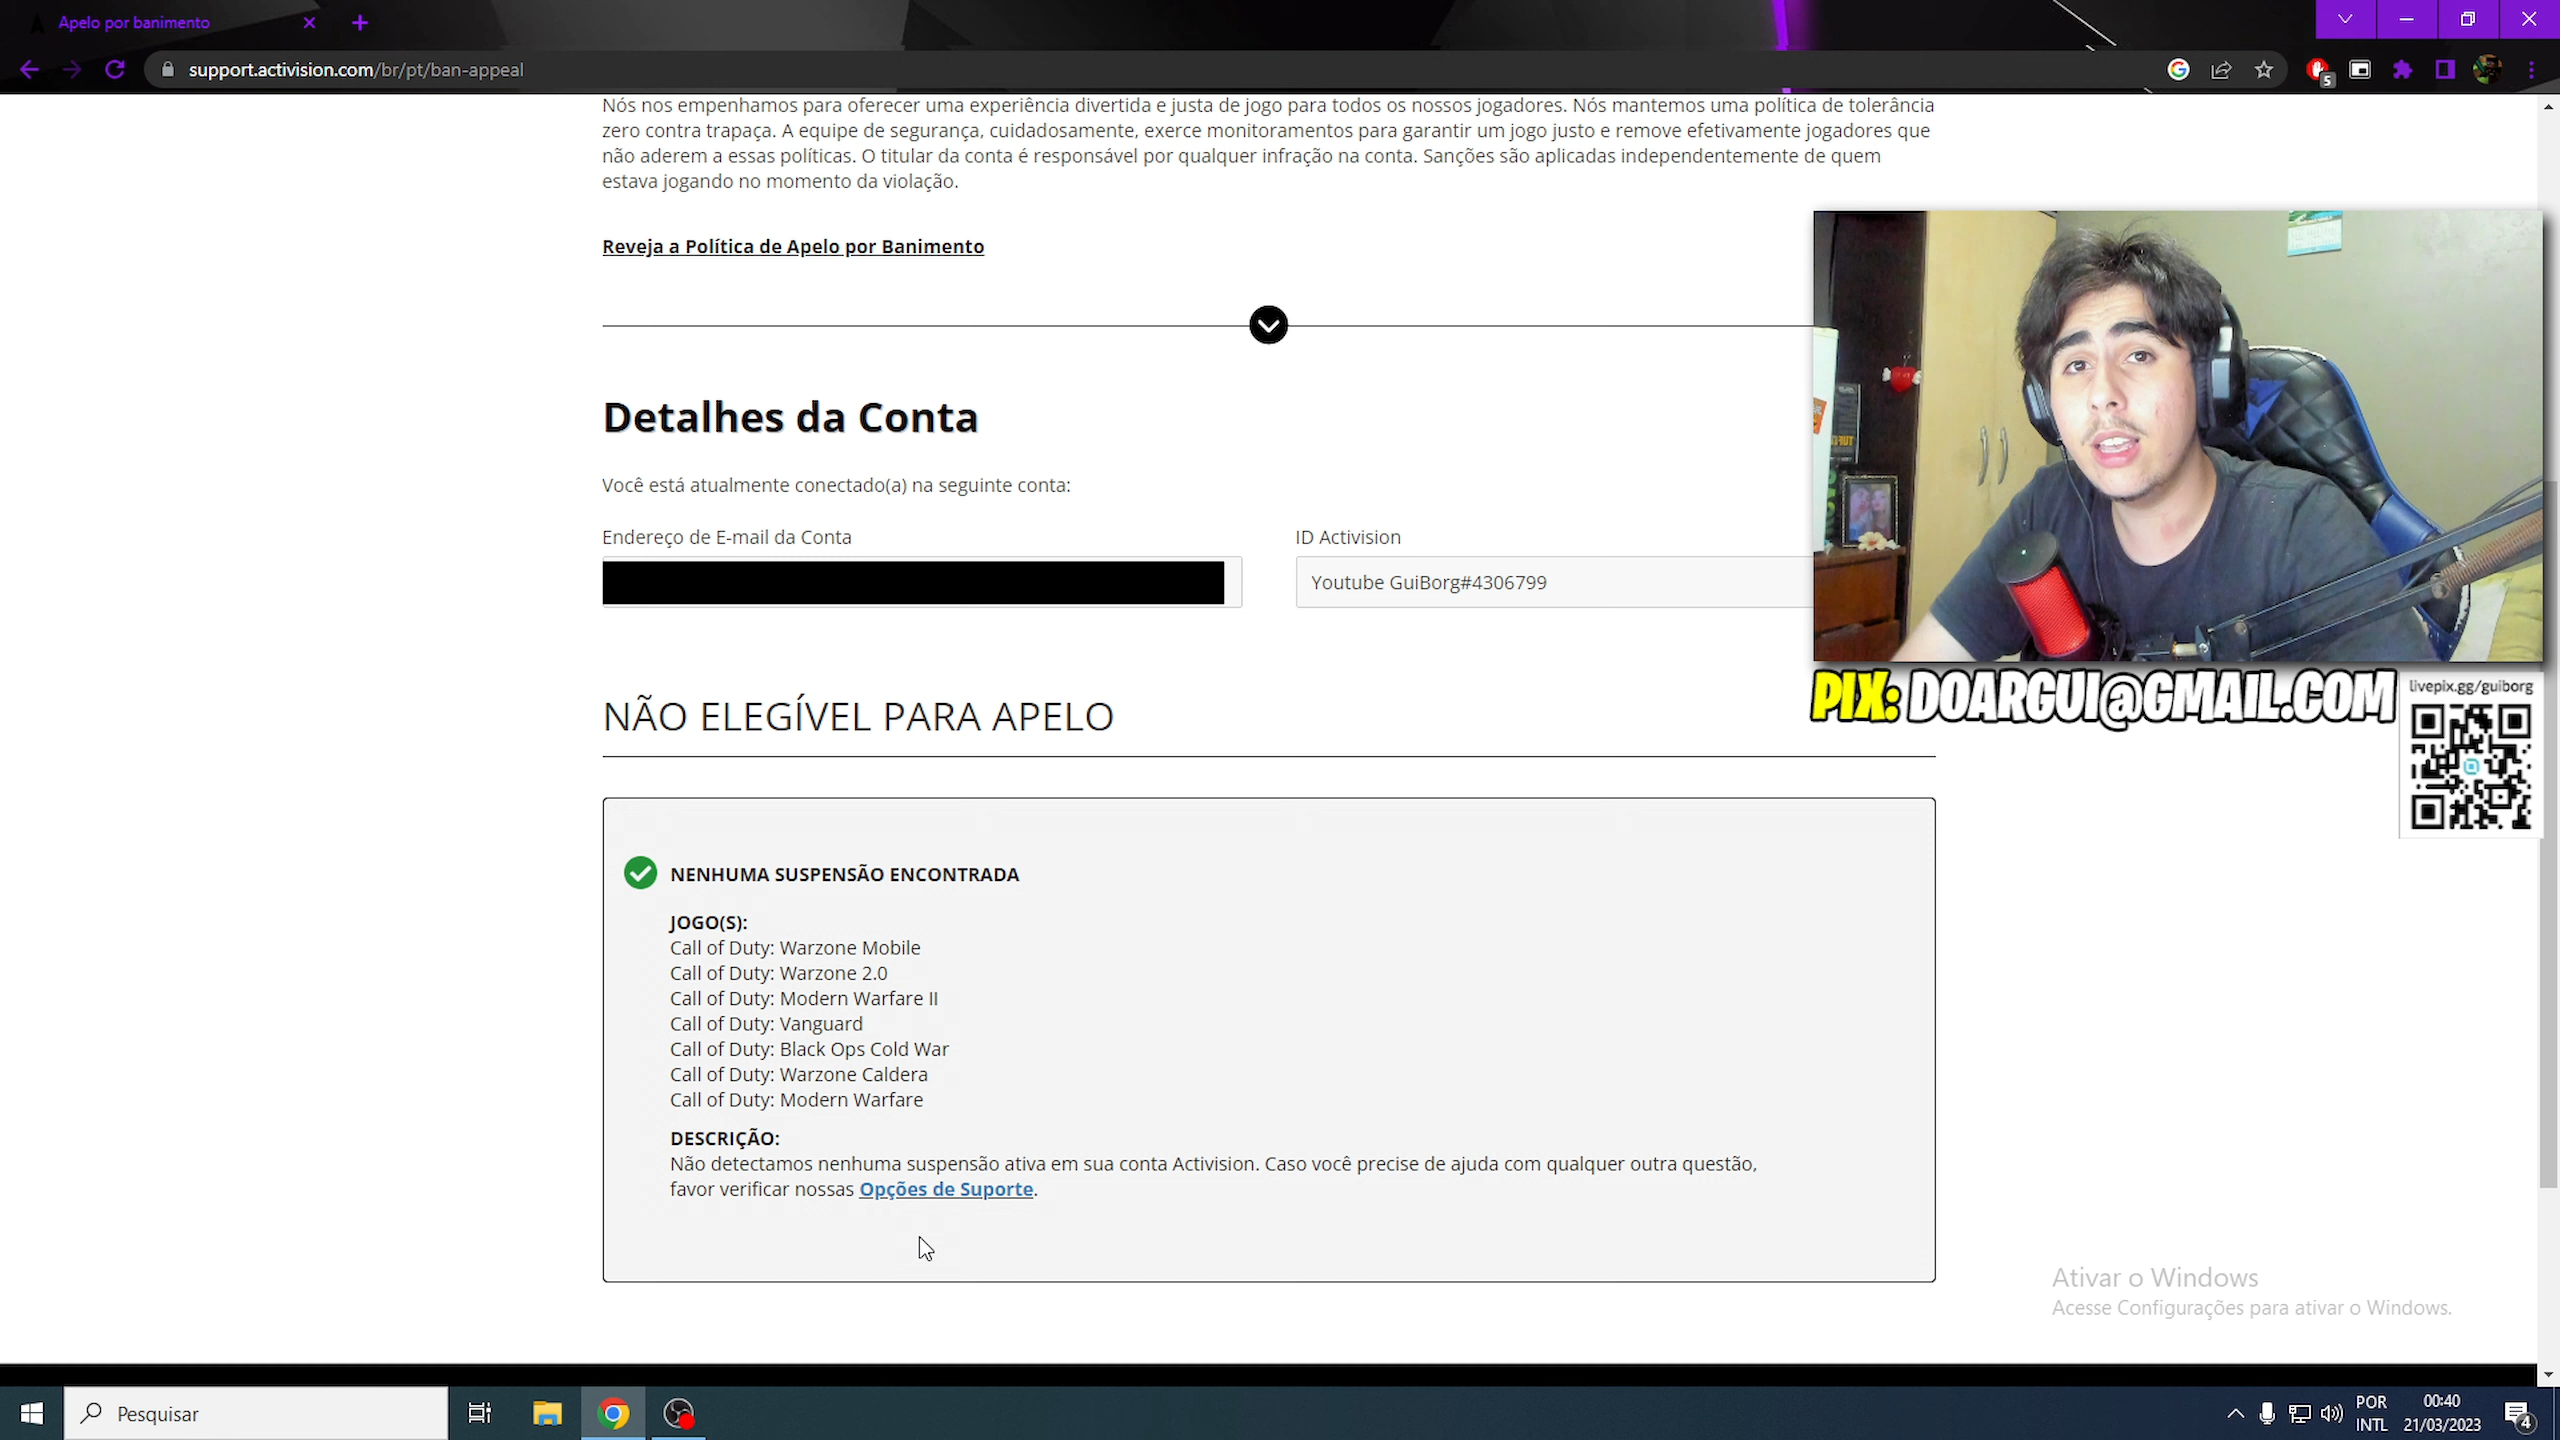 Apelo por banimento
support.activision.com/br/pt/ban-appeal
5
Nós nos empenhamos para oferecer uma experiência divertida e justa de jogo para todos os nossos jogadores. Nós mantemos uma política de tolerância
zero contra trapaça. A equipe de segurança, cuidadosamente, exerce monitoramentos para garantir um jogo justo e remove efetivamente jogadores que
não aderem a essas políticas. O titular da conta é responsável por qualquer infração na conta. Sanções são aplicadas independentemente de quem
estava jogando no momento da violação.
Reveja a Política de Apelo por Banimento
Detalhes da Conta
Você está atualmente conectado(a) na seguinte conta:
Endereço de E-mail da Conta
ID Activision
Youtube GuiBorg#4306799
PIX: DOARGUI@GMAIL.COM
livepix.gg/guiborg
NÃO ELEGÍVEL PARA APELO
NENHUMA SUSPENSÃO ENCONTRADA
JOGO(S):
Call of Duty: Warzone Mobile
Call of Duty: Warzone 2.0
Call of Duty: Modern Warfare II
Call of Duty: Vanguard
Call of Duty: Black Ops Cold War
Call of Duty: Warzone Caldera
Call of Duty: Modern Warfare
DESCRIÇÃO:
Não detectamos nenhuma suspensão ativa em sua conta Activision. Caso você precise de ajuda com qualquer outra questão,
favor verificar nossas Opções de Suporte.
Ativar o Windows
Acesse Configurações para ativar o Windows.
Pesquisar
POR
INTL
00:40
21/03/2023
4